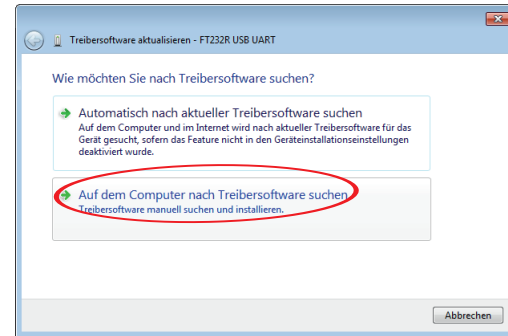 Treibersoftware aktualisieren - FT232R USB UART
Wie möchten Sie nach Treibersoftware suchen?
Automatisch nach aktueller Treibersoftware suchen
Auf dem Computer und im Internet wird nach aktueller Treibersoftware für das
Gerät gesucht, sofern das Feature nicht in den Geräteinstallationseinstellungen
deaktiviert wurde.
Auf dem Computer nach Treibersoftware suchen
Treibersoftware manuell suchen und installieren.
Abbrechen